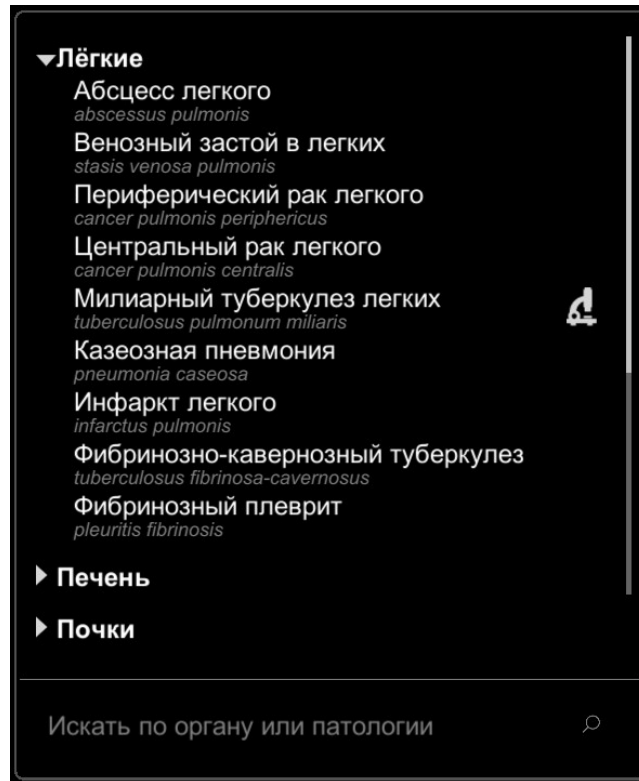 Лёгкие
Абсцесс легкого
abscessus pulmonis
Венозный застой в легких
stasis venosa pulmonis
Периферический рак легкого
cancer pulmonis periphericus
Центральный рак легкого
cancer pulmonis centralis
Милиарный туберкулез легких
tuberculosus pulmonum miliaris
Казеозная пневмония
pneumonia caseosa
Инфаркт легкого
infarctus pulmonis
Фибринозно-кавернозный туберкулез
tuberculosus fibrinosa-cavernosus
Фибринозный плеврит
pleuritis fibrinosis
Печень
Почки
Искать по органу или патологии